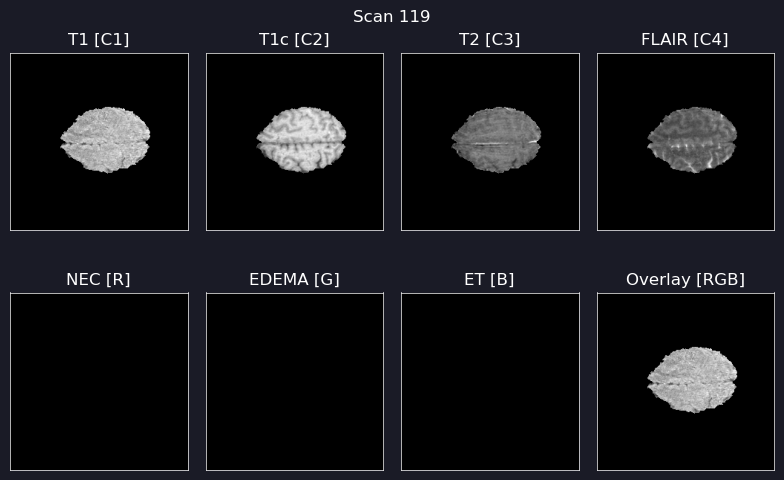 Scan 119
T1 [C1]
T1c [C2]
T2 [C3]
FLAIR [C4]
NEC [R]
EDEMA [G]
ET [B]
Overlay [RGB]